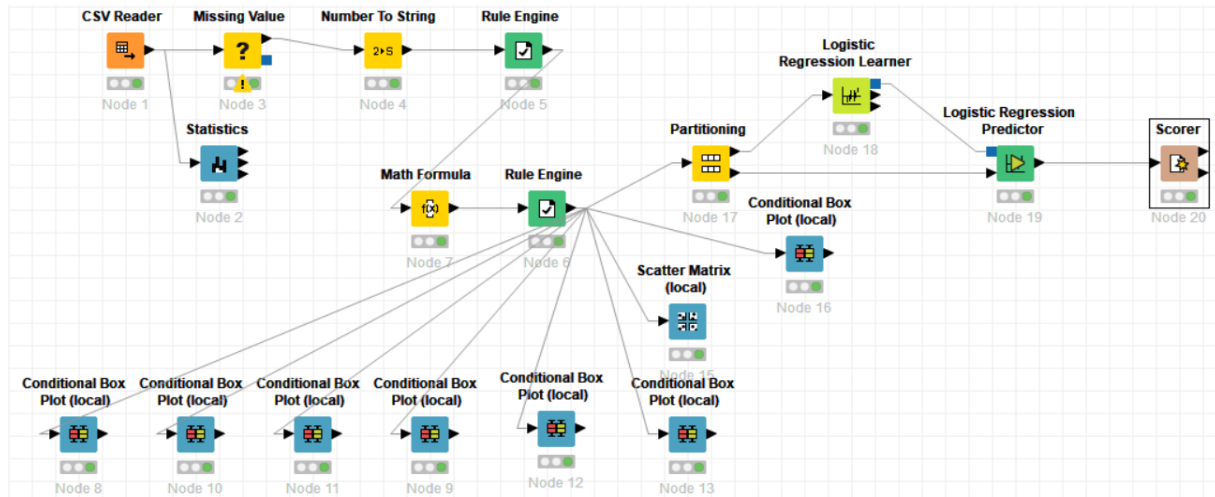 CSV Reader
Missing Value
Number To String
Rule Engine
?
2▸S
Node 1
Node 3
Node 4
Node 5
Statistics
Node 2
Math Formula
f(x)
Node 7
Rule Engine
Node 6
Partitioning
Node 17
Logistic
Regression Learner
Node 18
Logistic Regression
Predictor
Node 19
Scorer
Node 20
Conditional Box
Plot (local)
Node 16
Scatter Matrix
(local)
Node 15
Conditional Box
Plot (local)
Node 8
Conditional Box
Plot (local)
Node 10
Conditional Box
Plot (local)
Node 11
Conditional Box
Plot (local)
Node 9
Conditional Box
Plot (local)
Node 12
Conditional Box
Plot (local)
Node 13